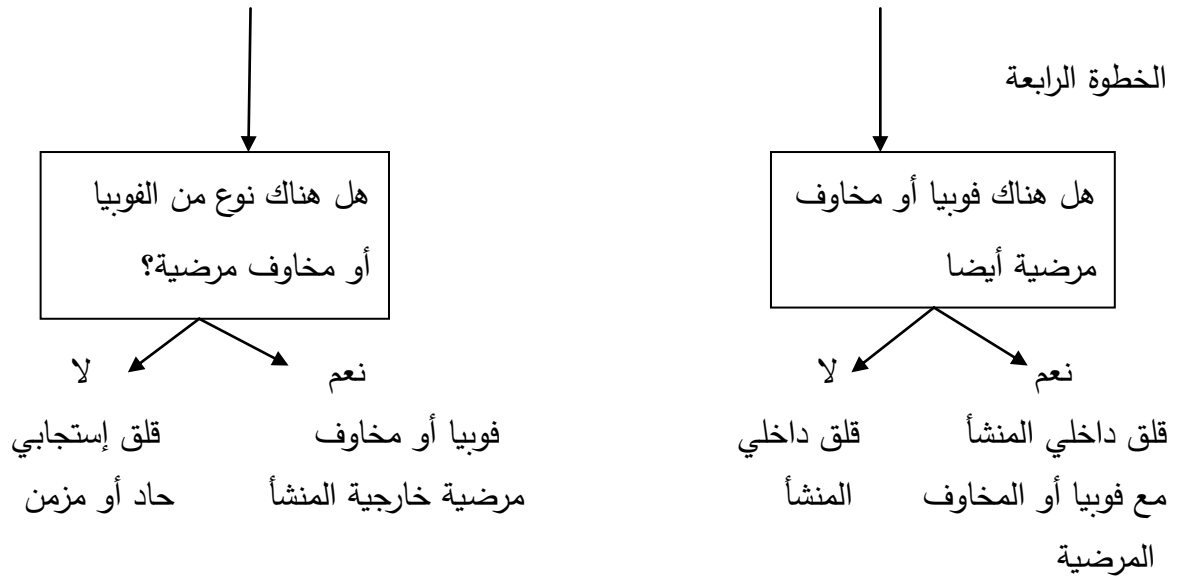 الخطوة الرابعة
هل هناك فوبيا أو مخاوف
مرضية أيضا
نعم
لا
قلق داخلي المنشأ
مع فوبيا أو المخاوف
المرضية
قلق داخلي
المنشأ
هل هناك نوع من الفوبيا
أو مخاوف مرضية؟
نعم
لا
فوبيا أو مخاوف
مرضية خارجية المنشأ
قلق إستجابي
حاد أو مزمن